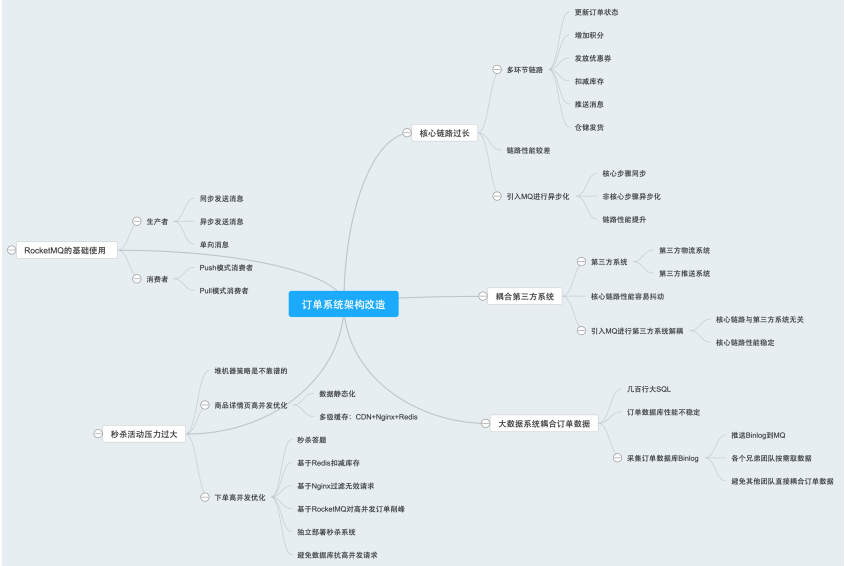 订单系统架构改造
核心链路过长
多环节链路
更新订单状态
增加积分
发放优惠券
扣减库存
推送消息
仓储发货
链路性能较差
引入MQ进行异步化
核心步骤同步
非核心步骤异步化
链路性能提升
耦合第三方系统
第三方系统
第三方物流系统
第三方推送系统
核心链路性能容易抖动
引入MQ进行第三方系统解耦
核心链路与第三方系统无关
核心链路性能稳定
大数据系统耦合订单数据
几百行大SQL
订单数据库性能不稳定
采集订单数据库Binlog
推送Binlog到MQ
各个兄弟团队按需取数据
避免其他团队直接耦合订单数据
RocketMQ的基础使用
生产者
同步发送消息
异步发送消息
单向消息
消费者
Push模式消费者
Pull模式消费者
秒杀活动压力过大
堆机器策略是不靠谱的
商品详情页高并发优化
数据静态化
多级缓存：CDN+Nginx+Redis
下单高并发优化
秒杀答题
基于Redis扣减库存
基于Nginx过滤无效请求
基于RocketMQ对高并发订单削峰
独立部署秒杀系统
避免数据库抗高并发请求